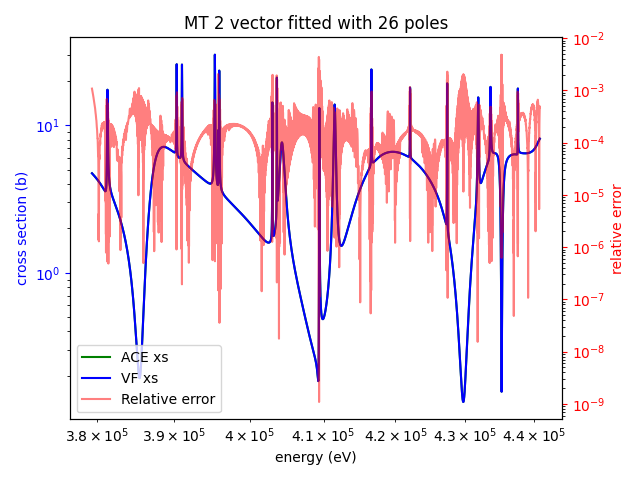 MT 2 vector fitted with 26 poles
cross section (b)
10¹
10⁰
ACE xs
VF xs
Relative error
10⁻²
10⁻³
10⁻⁴
10⁻⁵
10⁻⁶
10⁻⁷
10⁻⁸
10⁻⁹
relative error
3.8 × 10⁵ 3.9 × 10⁵ 4 × 10⁵ 4.1 × 10⁵ 4.2 × 10⁵ 4.3 × 10⁵ 4.4 × 10⁵
energy (eV)